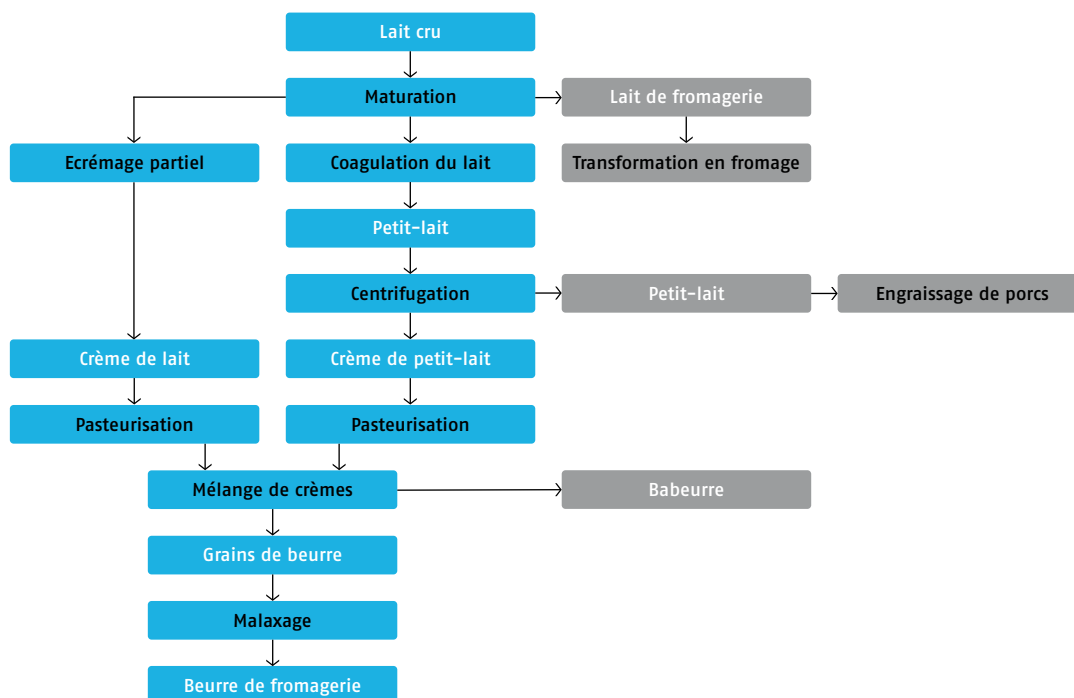 Lait cru
Maturation
Lait de fromagerie
Ecrémage partiel
Coagulation du lait
Transformation en fromage
Petit-lait
Centrifugation
Petit-lait
Engraissage de porcs
Crème de lait
Crème de petit-lait
Pasteurisation
Pasteurisation
Mélange de crèmes
Babeurre
Grains de beurre
Malaxage
Beurre de fromagerie